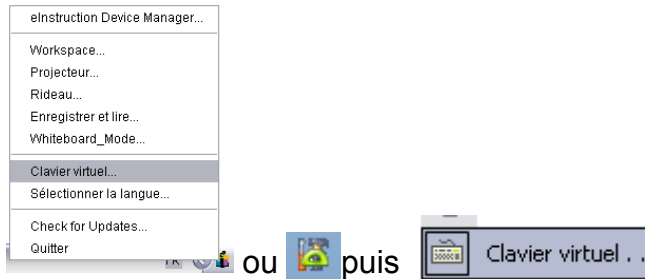 eInstruction Device Manager...
Workspace...
Projecteur...
Rideau...
Enregistrer et lire...
Whiteboard_Mode...
Clavier virtuel...
Sélectionner la langue...
Check for Updates...
Quitter
ou puis Clavier virtuel . .